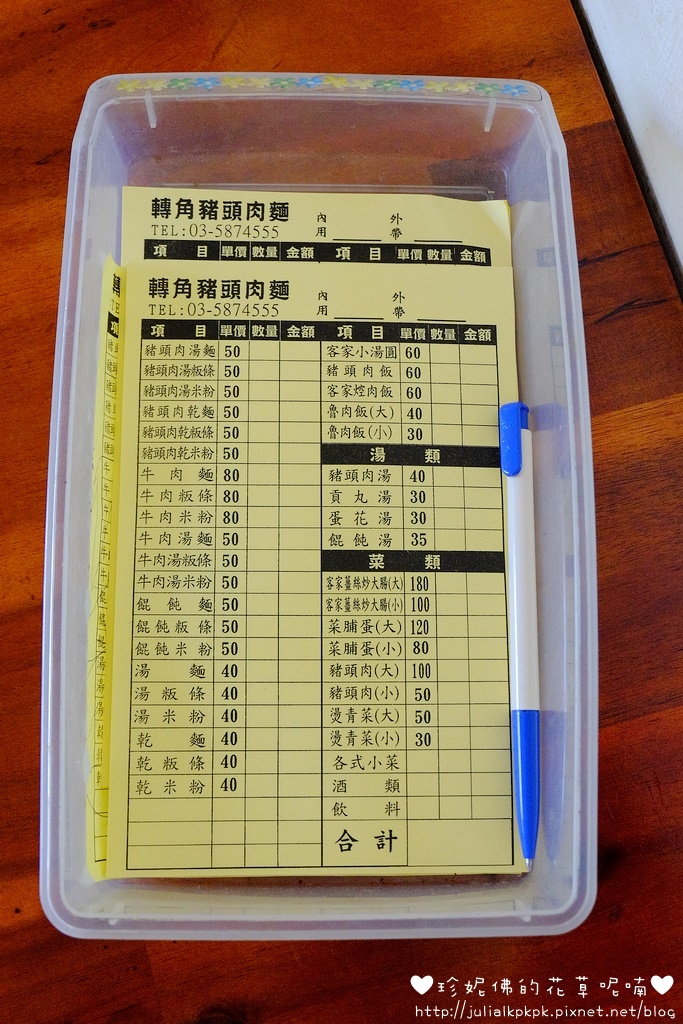 轉角豬頭肉麵
TEL:03-5874555
內用 外帶
項目 單價 數量 金額 項目 單價 數量 金額
轉角豬頭肉麵
TEL:03-5874555
內用 外帶
項目 單價 數量 金額
豬頭肉湯麵 50
豬頭肉湯粄條 50
豬頭肉湯米粉 50
豬頭肉乾麵 50
豬頭肉乾粄條 50
豬頭肉乾米粉 50
牛肉麵 80
牛肉粄條 80
牛肉米粉 80
牛肉湯麵 50
牛肉湯粄條 50
牛肉湯米粉 50
餛飩麵 50
餛飩粄條 50
餛飩米粉 50
湯麵 40
湯粄條 40
湯米粉 40
乾麵 40
乾粄條 40
乾米粉 40
項目 單價 數量 金額
客家小湯圓 60
豬頭肉飯 60
客家焢肉飯 60
魯肉飯(大) 40
魯肉飯(小) 30
湯類
豬頭肉湯 40
貢丸湯 30
蛋花湯 30
餛飩湯 35
菜類
客家薑絲炒大腸(大) 180
客家薑絲炒大腸(小) 100
菜脯蛋(大) 120
菜脯蛋(小) 80
豬頭肉(大) 100
豬頭肉(小) 50
燙青菜(大) 50
燙青菜(小) 30
各式小菜
酒類
飲料
合計
♥珍妮佛的花草呢喃♥
http://julialkpkpk.pixnet.net/blog